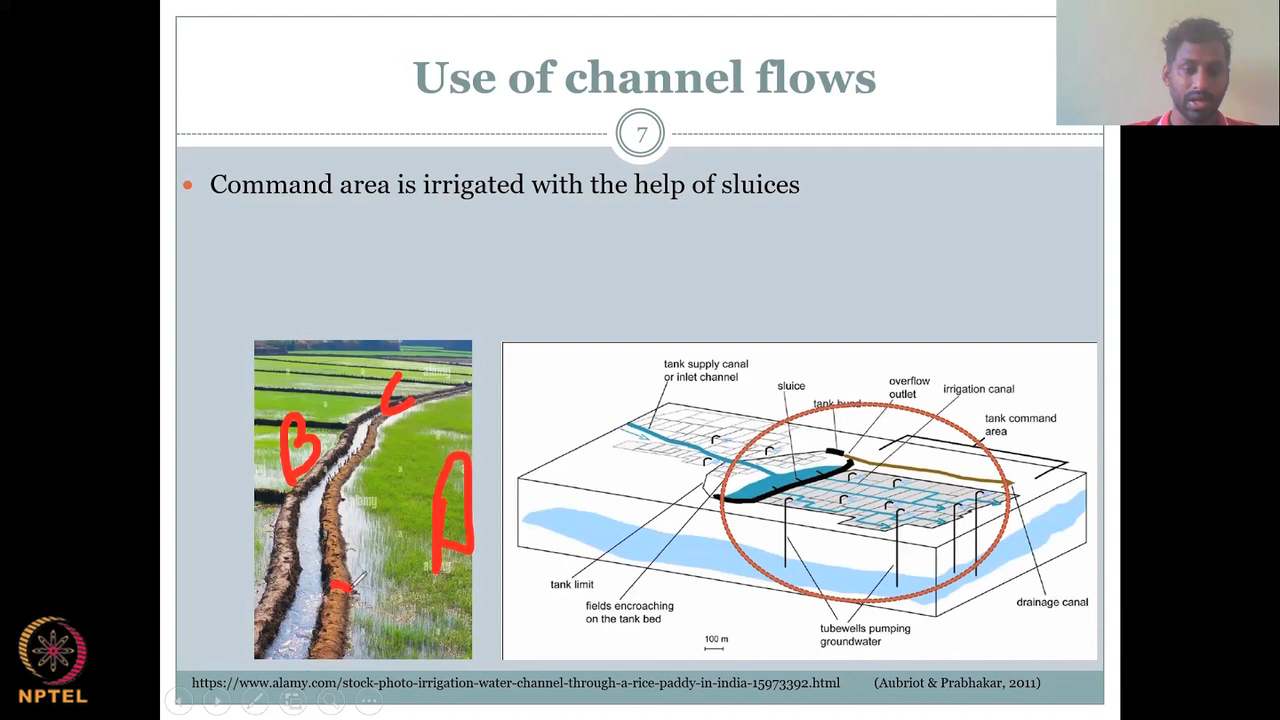 Use of channel flows
7
Command area is irrigated with the help of sluices
B
C
A
alamy
alamy
alamy
tank supply canal
or inlet channel
sluice
tank bund
overflow
outlet
irrigation canal
tank command
area
tank limit
fields encroaching
on the tank bed
100 m
tubewells pumping
groundwater
drainage canal
https://www.alamy.com/stock-photo-irrigation-water-channel-through-a-rice-paddy-in-india-15973392.html (Aubriot & Prabhakar, 2011)
NPTEL